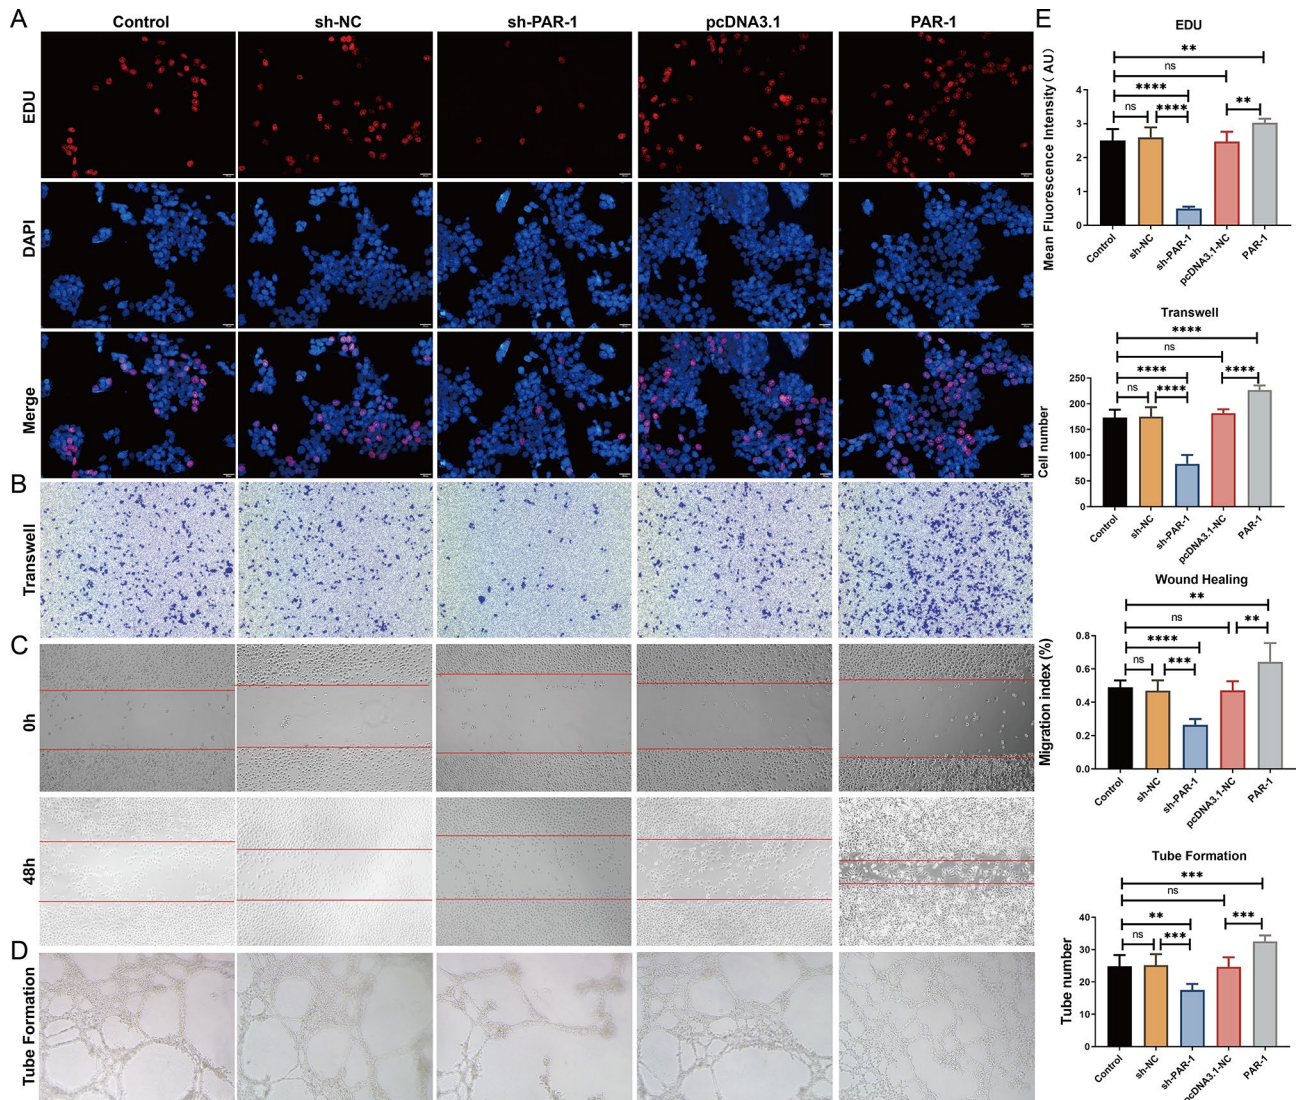 A
Control
sh-NC
sh-PAR-1
pcDNA3.1
PAR-1
EDU
DAPI
Merge
B
Transwell
C
0h
48h
D
Tube Formation
E
EDU
**
ns
****
ns
****
**
Mean Fluorescence Intensity（AU）
4
3
2
1
0
Control
sh-NC
sh-PAR-1
pcDNA3.1-NC
PAR-1
Transwell
****
ns
****
ns
****
****
Cell number
250
200
150
100
50
0
Control
sh-NC
sh-PAR-1
pcDNA3.1-NC
PAR-1
Wound Healing
**
ns
****
ns
***
**
Migration index (%)
0.8
0.6
0.4
0.2
0.0
Control
sh-NC
sh-PAR-1
pcDNA3.1-NC
PAR-1
Tube Formation
***
ns
**
ns
***
***
Tube number
40
30
20
10
0
Control
sh-NC
sh-PAR-1
pcDNA3.1-NC
PAR-1